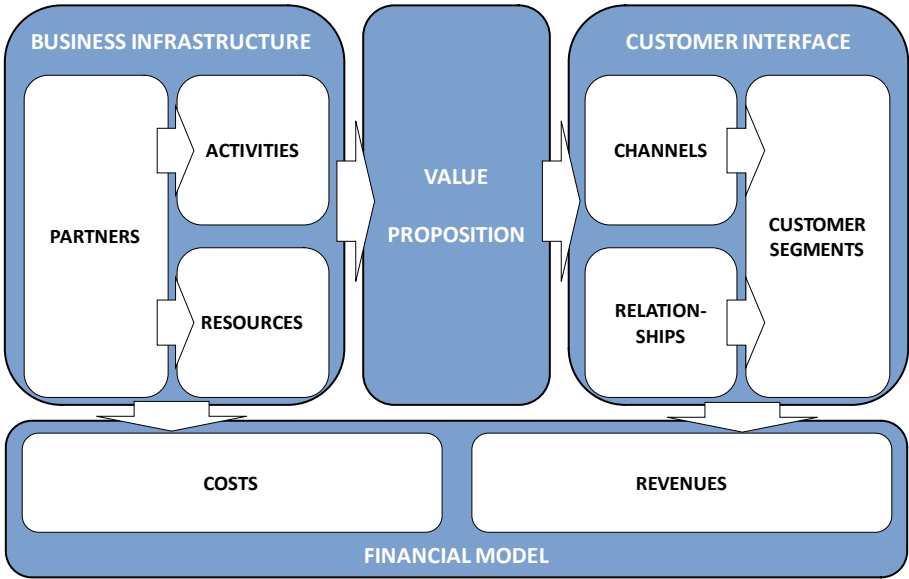 BUSINESS INFRASTRUCTURE
PARTNERS
ACTIVITIES
RESOURCES
VALUE
PROPOSITION
CUSTOMER INTERFACE
CHANNELS
RELATION-
SHIPS
CUSTOMER
SEGMENTS
COSTS
REVENUES
FINANCIAL MODEL